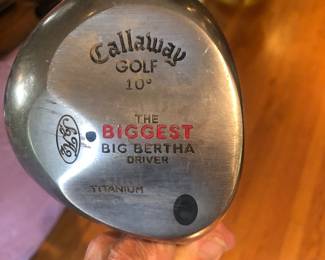 Callaway
GOLF
10°
THE
BIGGEST
BIG BERTHA
DRIVER
TITANIUM